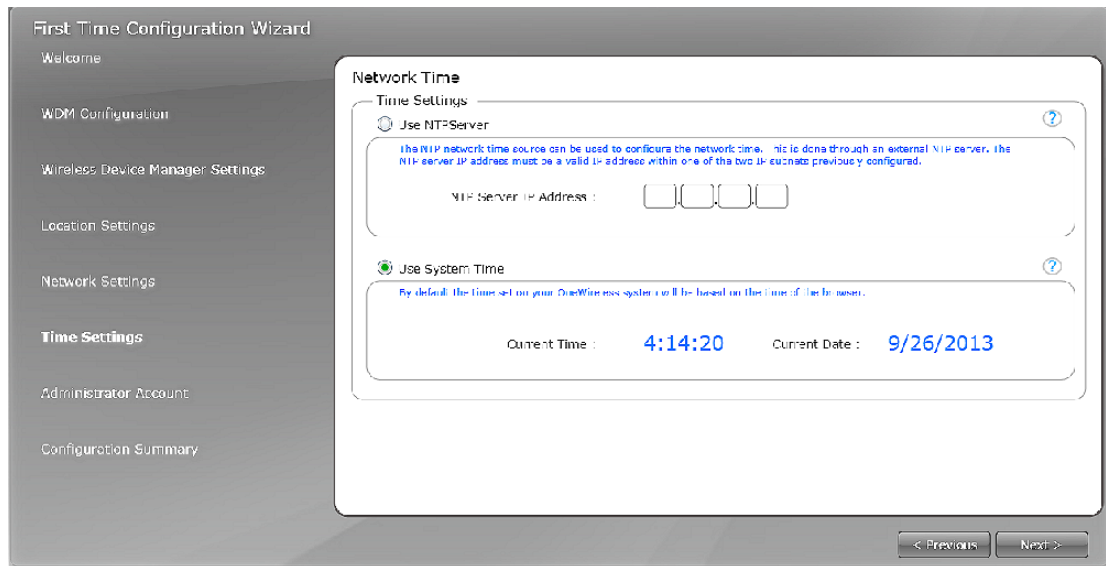 First Time Configuration Wizard
Welcome
WDM Configuration
Wireless Device Manager Settings
Location Settings
Network Settings
Time Settings
Administrator Account
Configuration Summary
Network Time
Time Settings
Use NTPServer
?
The NTP network time source can be used to configure the network time. This is done through an external NTP server. The
NTP server IP address must be a valid IP address within one of the two IP subnets previously configured.
NTP Server IP Address :
. . .
Use System Time
?
By default the time set on your OneWireless system will be based on the time of the browser.
Current Time : 4:14:20 Current Date : 9/26/2013
< Previous Next >